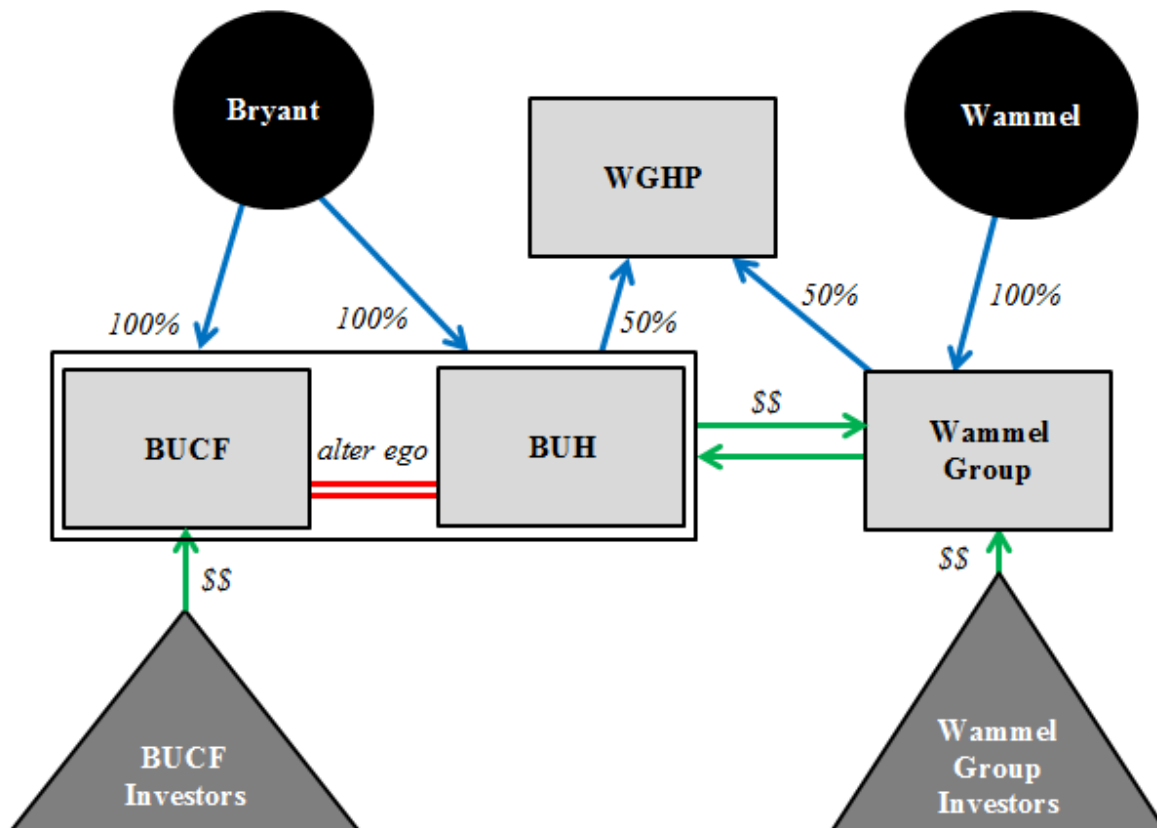 Bryant
WGHP
Wammel
100%
100%
50%
50%
100%
BUCF
alter ego
BUH
$$
Wammel
Group
$$
$$
BUCF
Investors
Wammel
Group
Investors